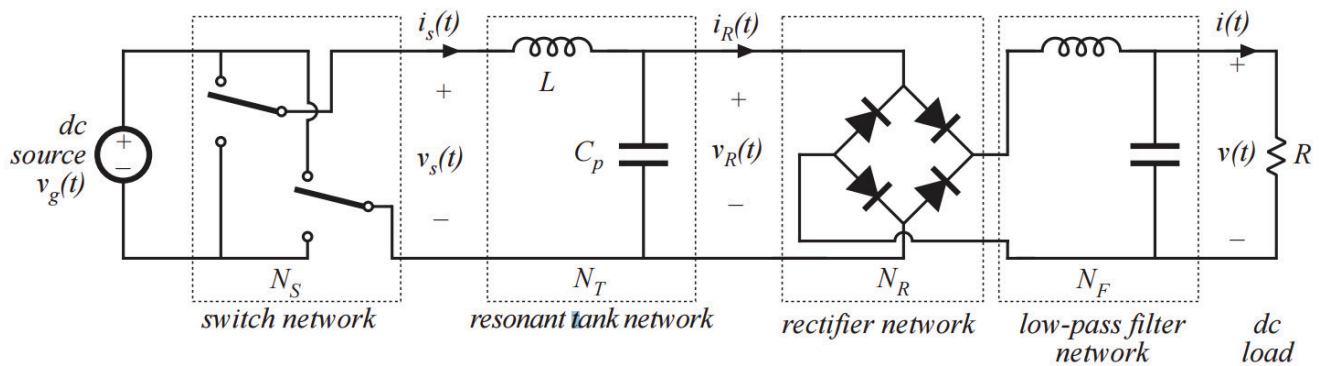 i_s(t)
i_R(t)
i(t)
+
+
+
L
dc
source
v_g(t)
+
−
v_s(t)
C_p
v_R(t)
v(t)
R
−
−
−
N_S
N_T
N_R
N_F
switch network
resonant tank network
rectifier network
low-pass filter
network
dc
load